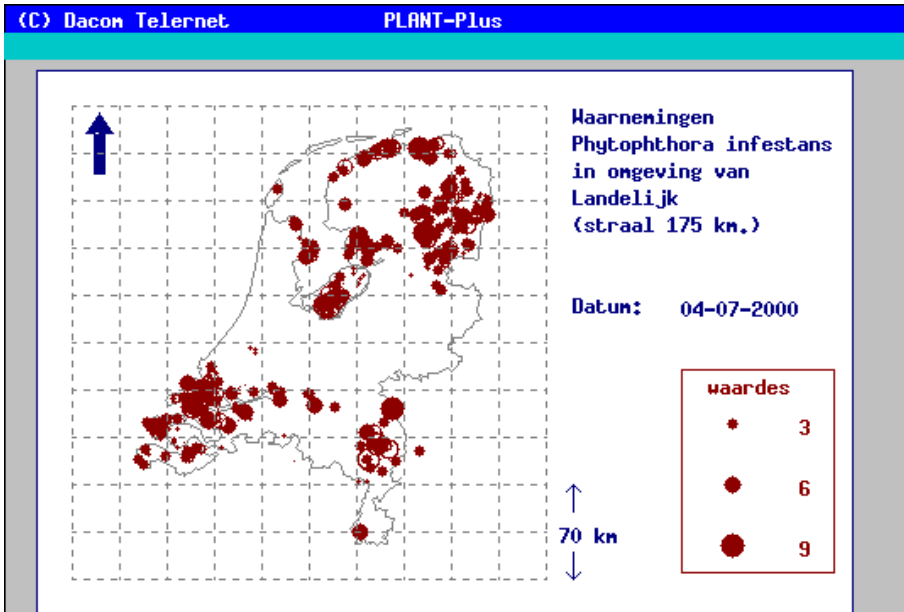 (C) Dacom Telernet PLANT-Plus
Waarnemingen
Phytophthora infestans
in omgeving van
Landelijk
(straal 175 km.)
Datum: 04-07-2000
waardes
3
6
9
70 km